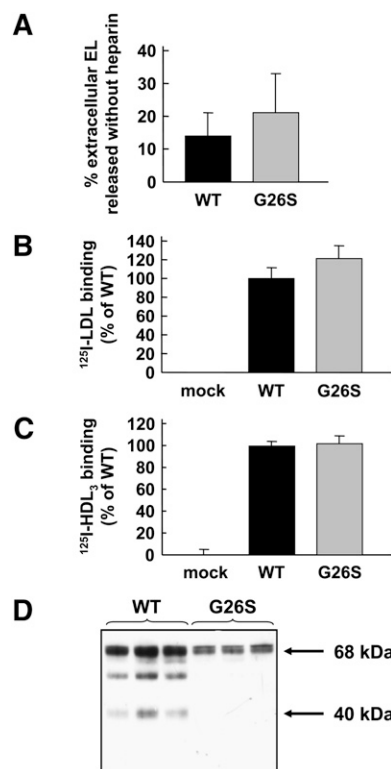 A
% extracellular EL
released without heparin
40
30
20
10
0
WT G26S
B
¹²⁵I-LDL binding
(% of WT)
140
120
100
80
60
40
20
0
mock WT G26S
C
¹²⁵I-HDL₃ binding
(% of WT)
120
100
80
60
40
20
0
mock WT G26S
D
WT G26S
68 kDa
40 kDa